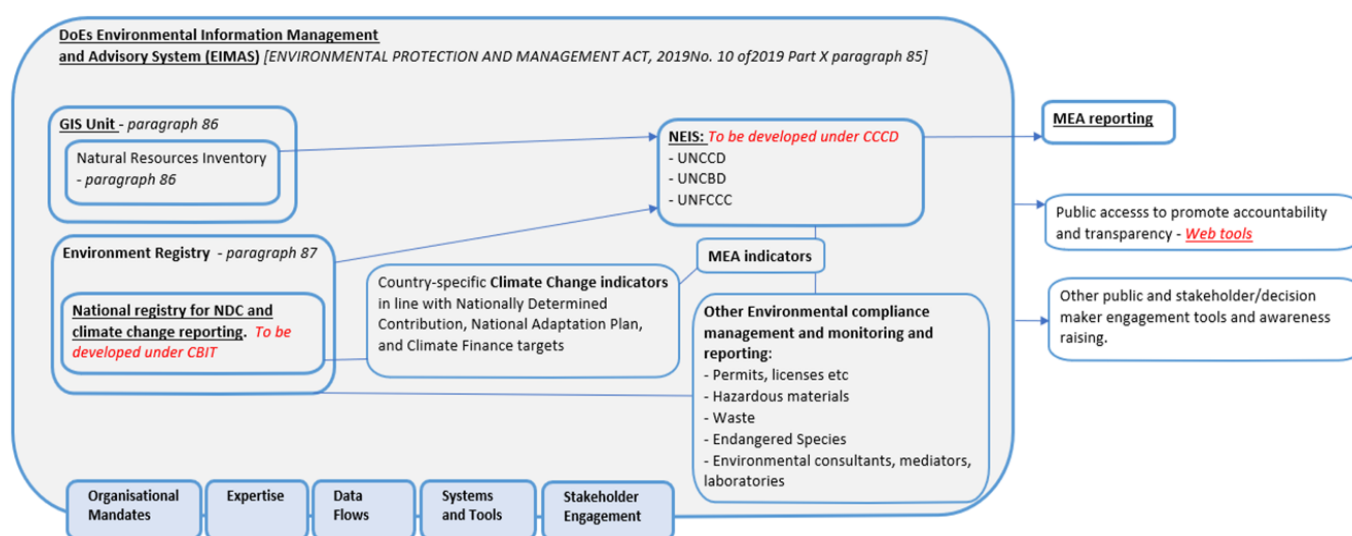 DoEs Environmental Information Management
and Advisory System (EIMAS) [ENVIRONMENTAL PROTECTION AND MANAGEMENT ACT, 2019No. 10 of2019 Part X paragraph 85]
GIS Unit - paragraph 86
Natural Resources Inventory
- paragraph 86
Environment Registry - paragraph 87
National registry for NDC and
climate change reporting. To be
developed under CBIT
Country-specific Climate Change indicators
in line with Nationally Determined
Contribution, National Adaptation Plan,
and Climate Finance targets
NEIS: To be developed under CCCD
- UNCCD
- UNCBD
- UNFCCC
MEA indicators
Other Environmental compliance
management and monitoring and
reporting:
- Permits, licenses etc
- Hazardous materials
- Waste
- Endangered Species
- Environmental consultants, mediators,
laboratories
MEA reporting
Public accesss to promote accountability
and transparency - Web tools
Other public and stakeholder/decision
maker engagement tools and awareness
raising.
Organisational
Mandates
Expertise
Data
Flows
Systems
and Tools
Stakeholder
Engagement